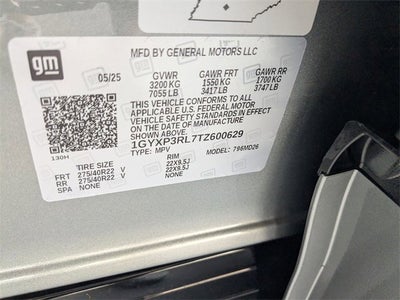 gm
MFD BY GENERAL MOTORS LLC
05/25 GVWR GAWR FRT GAWR RR
3200 KG 1550 KG 1700 KG
7055 LB 3417 LB 3747 LB
THIS VEHICLE CONFORMS TO ALL
APPLICABLE U.S. FEDERAL MOTOR
VEHICLE SAFETY STANDARDS IN EFFECT
ON THE DATE OF MANUFACTURE
SHOWN ABOVE.
1GYXP3RL7TZ600629
130H TYPE: MPV MODEL: 796MD26
TIRE SIZE RIM
FRT 275/40R22 V 22X9.5J
RR 275/40R22 V 22X9.5J
SPA NONE NONE